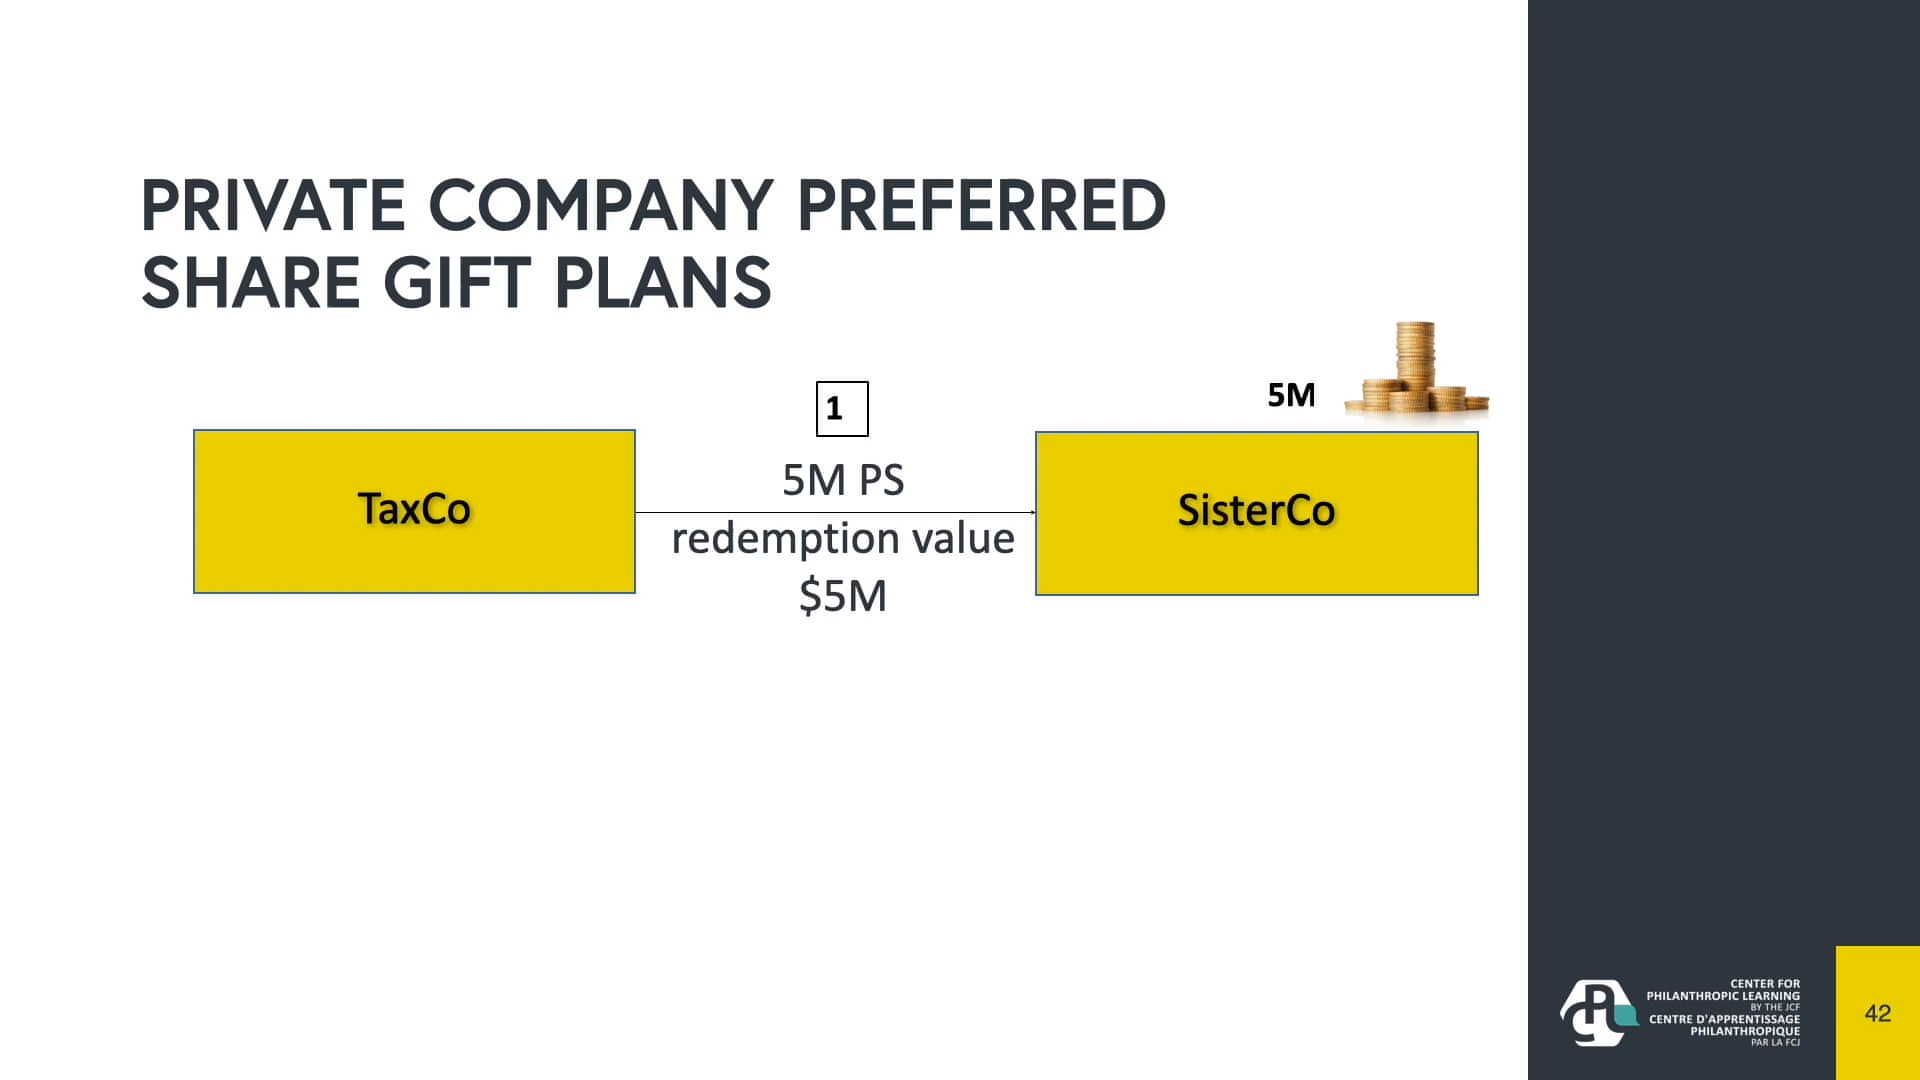 PRIVATE COMPANY PREFERRED
SHARE GIFT PLANS
1
5M
TaxCo
5M PS
redemption value
$5M
SisterCo
CENTER FOR
PHILANTHROPIC LEARNING
BY THE JCF
CENTRE D'APPRENTISSAGE
PHILANTHROPIQUE
PAR LA FCJ
42